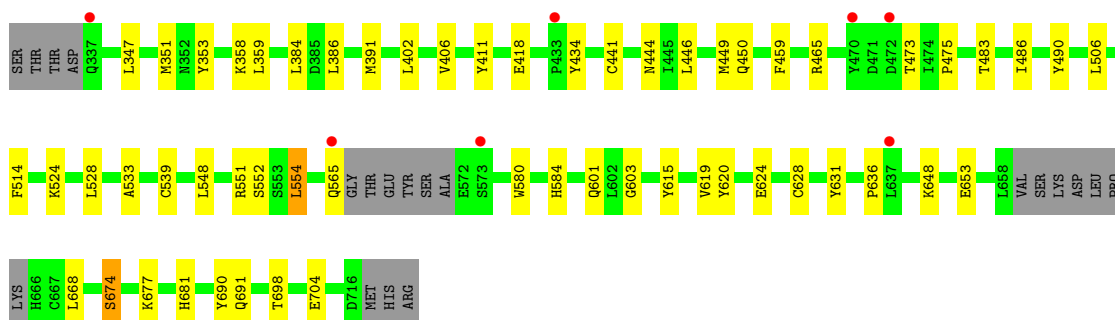 SER THR THR ASP Q337 L347 M351 N352 Y353 K358 L359 L384 D385 L386 M391 L402 V406 Y411 E418 P433 Y434 C441 N444 I445 L446 M449 Q450 F459 R465 Y470 D471 D472 T473 I474 P475 T483 I486 Y490 L506
F514 K524 L528 A533 C539 L548 R551 S552 S553 L554 Q565 GLY THR GLU TYR SER ALA E572 S573 W580 H584 Q601 L602 G603 Y615 V619 Y620 E624 C628 Y631 P636 L637 K648 E653 L658 VAL SER LYS ASP LEU PRO
LYS H666 C667 L668 S674 K677 H681 Y690 Q691 T698 E704 D716 MET HIS ARG